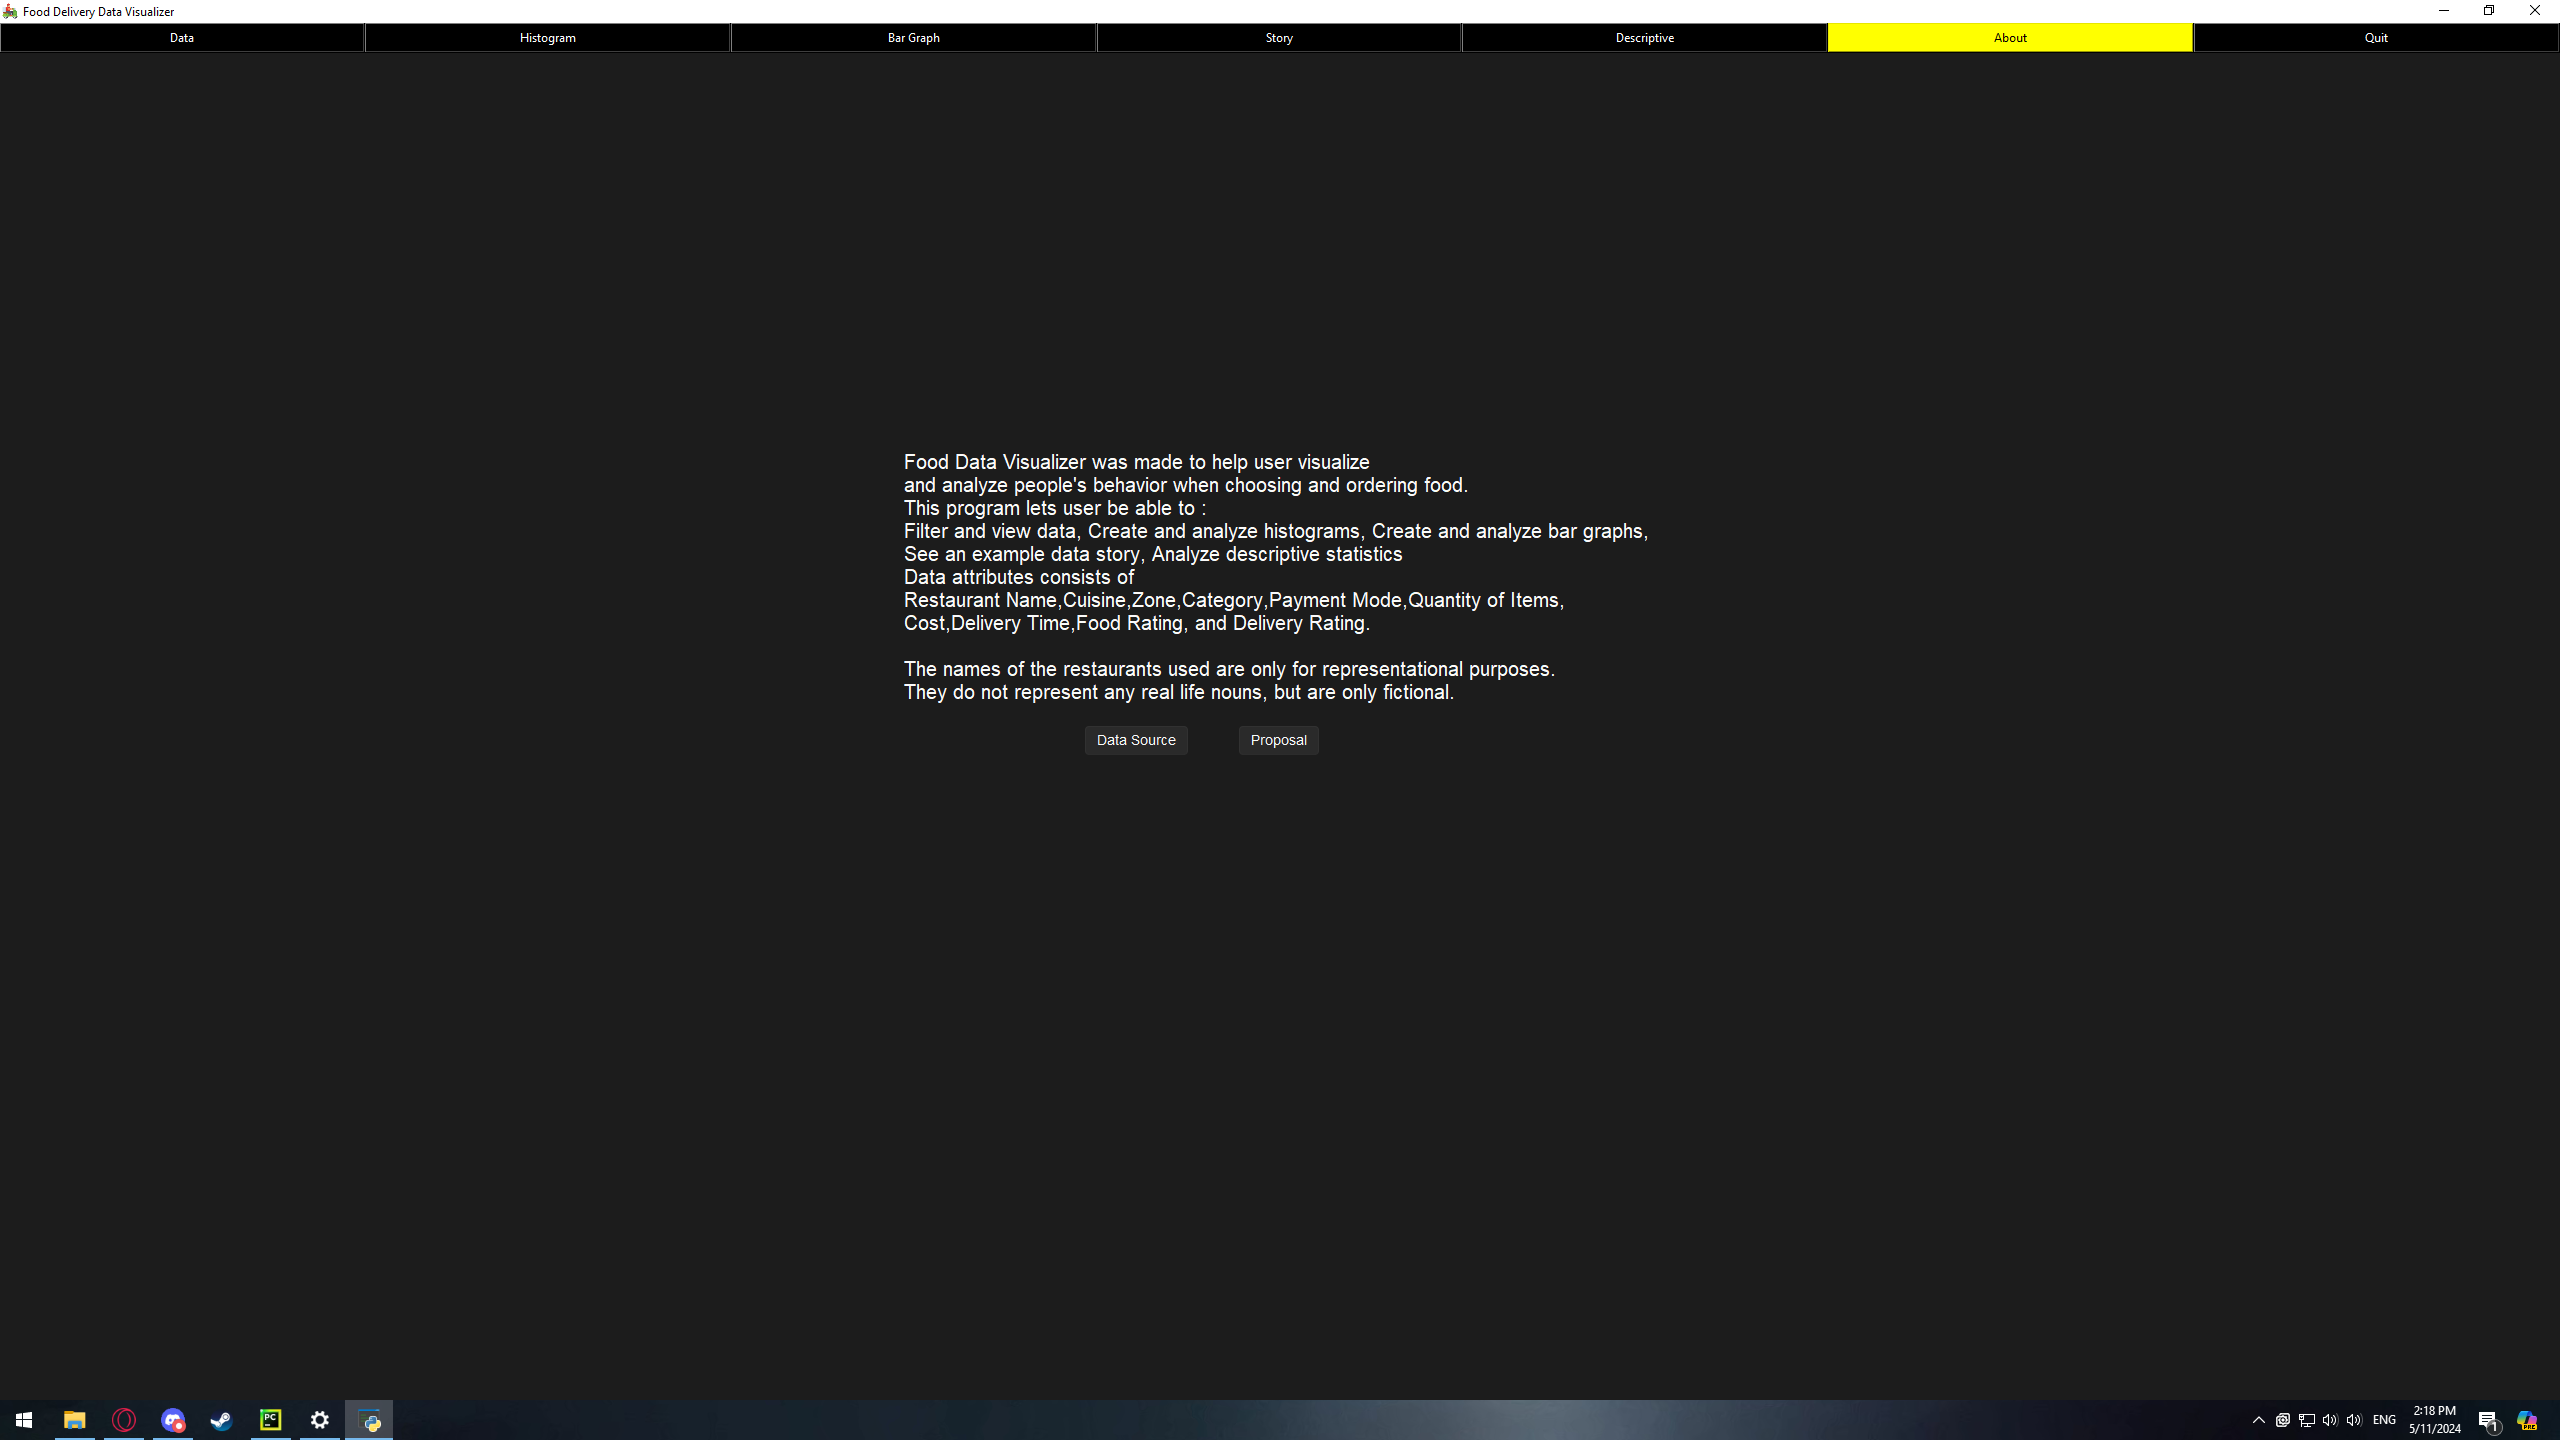 Food Delivery Data Visualizer
Data
Histogram
Bar Graph
Story
Descriptive
About
Quit
Food Data Visualizer was made to help user visualize
and analyze people's behavior when choosing and ordering food.
This program lets user be able to :
Filter and view data, Create and analyze histograms, Create and analyze bar graphs,
See an example data story, Analyze descriptive statistics
Data attributes consists of
Restaurant Name,Cuisine,Zone,Category,Payment Mode,Quantity of Items,
Cost,Delivery Time,Food Rating, and Delivery Rating.
The names of the restaurants used are only for representational purposes.
They do not represent any real life nouns, but are only fictional.
Data Source
Proposal
PC
ENG
2:18 PM
5/11/2024
1
PRE